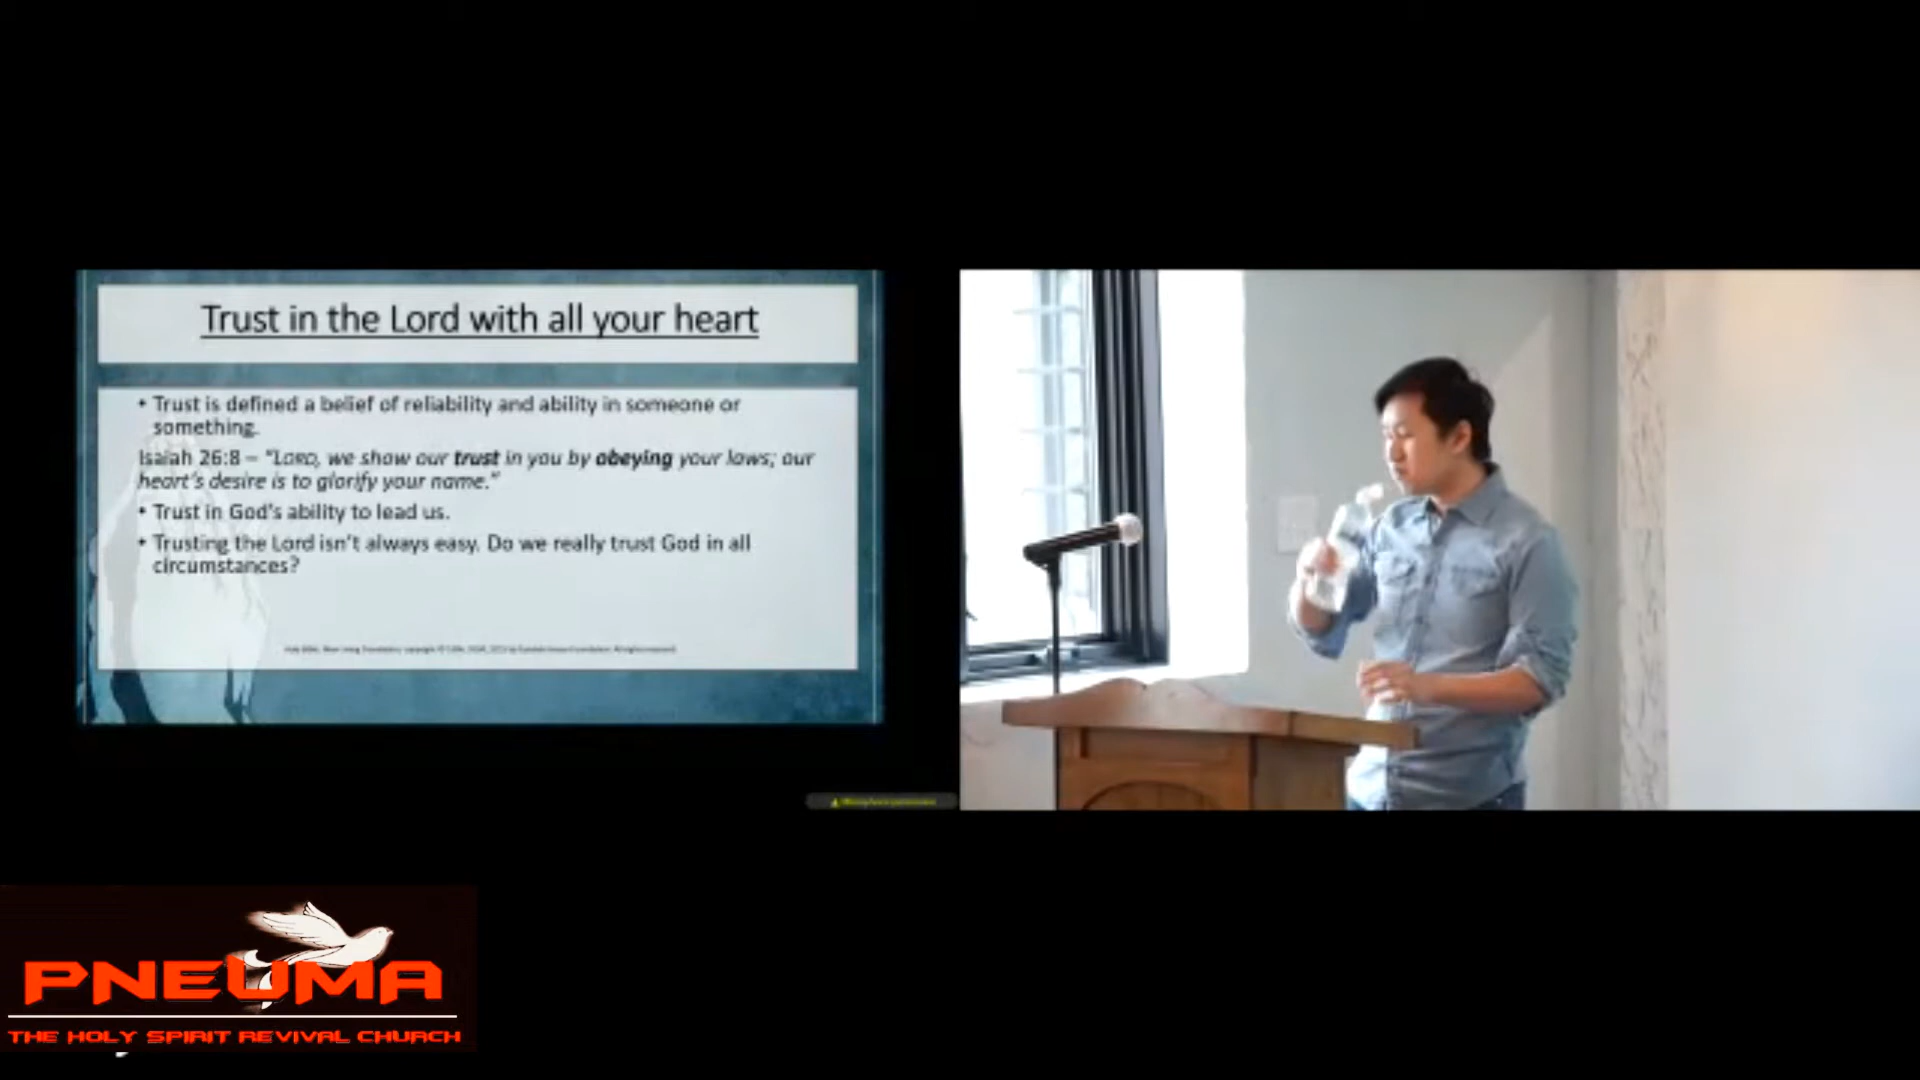 Trust in the Lord with all your heart
• Trust is defined a belief of reliability and ability in someone or
something.
Isaiah 26:8 – "LORD, we show our trust in you by obeying your laws; our
heart's desire is to glorify your name."
• Trust in God's ability to lead us.
• Trusting the Lord isn't always easy. Do we really trust God in all
circumstances?
PNEUMA
THE HOLY SPIRIT REVIVAL CHURCH